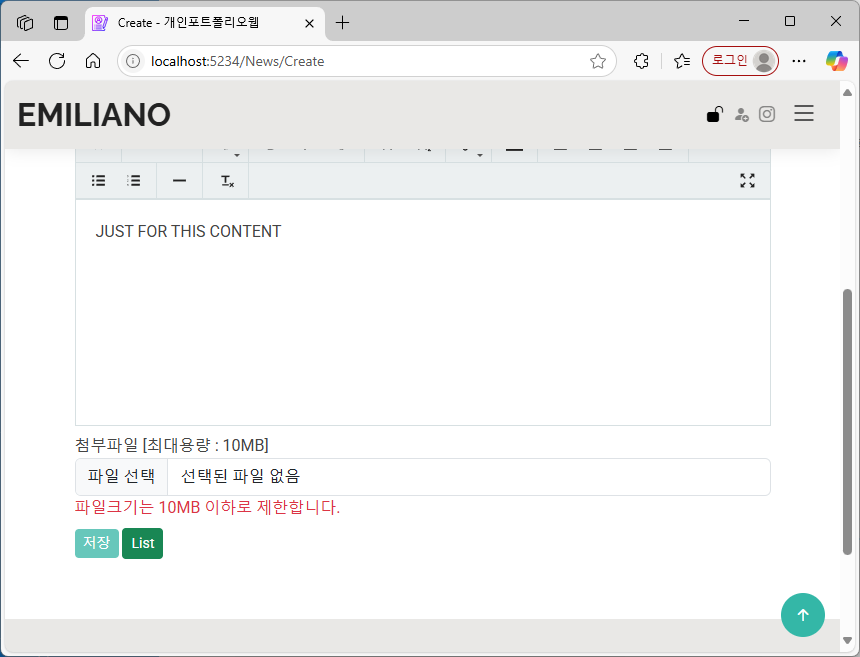 Create - 개인포트폴리오웹
localhost:5234/News/Create
로그인
EMILIANO
JUST FOR THIS CONTENT
첨부파일 [최대용량 : 10MB]
파일 선택 선택된 파일 없음
파일크기는 10MB 이하로 제한합니다.
저장 List